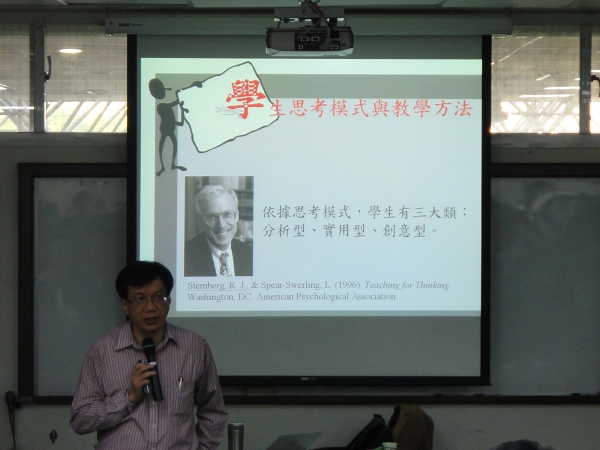 學生思考模式與教學方法
依據思考模式，學生有三大類：
分析型、實用型、創意型。
Sternberg, R. J., & Spear-Swerling, L. (1996). Teaching for Thinking
Washington, DC: American Psychological Association.